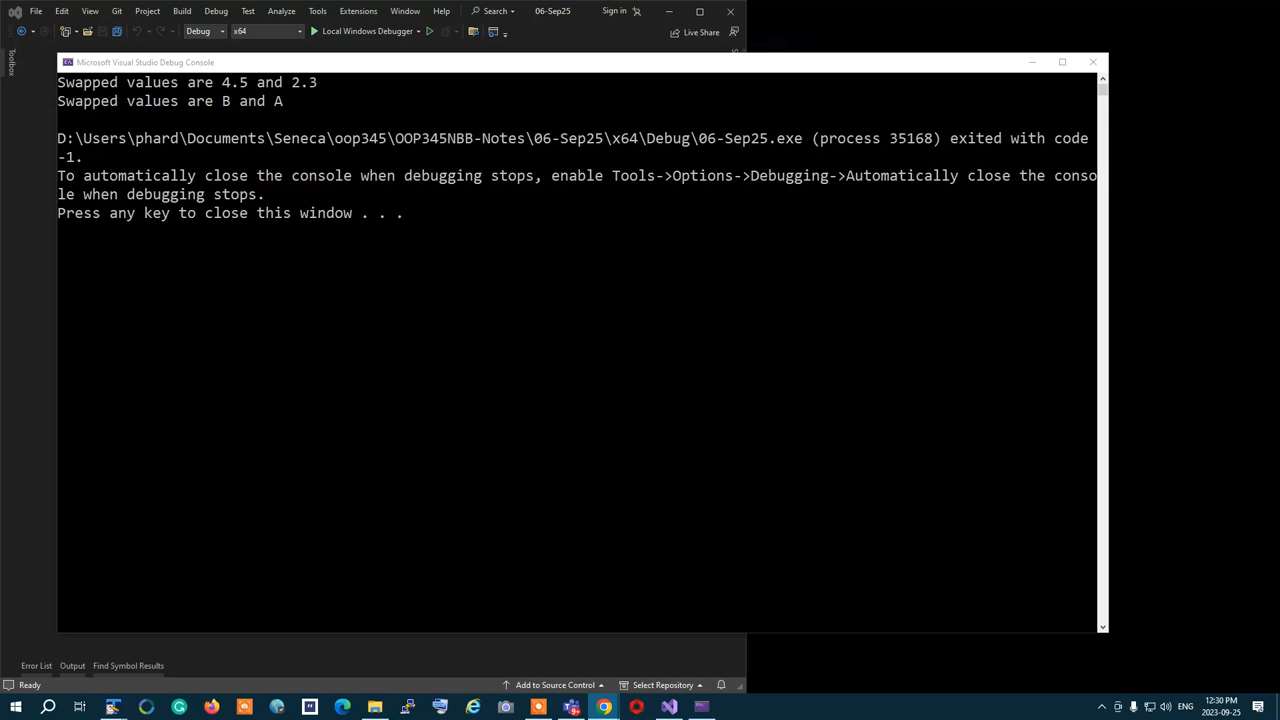 File Edit View Git Project Build Debug Test Analyze Tools Extensions Window Help Search 06-Sep25 Sign in
Debug x64 Local Windows Debugger Live Share
Toolbox
Microsoft Visual Studio Debug Console
Swapped values are 4.5 and 2.3
Swapped values are B and A
D:\Users\phard\Documents\Seneca\oop345\OOP345NBB-Notes\06-Sep25\x64\Debug\06-Sep25.exe (process 35168) exited with code
-1.
To automatically close the console when debugging stops, enable Tools->Options->Debugging->Automatically close the conso
le when debugging stops.
Press any key to close this window . . .
Error List Output Find Symbol Results
Ready Add to Source Control Select Repository
ENG 12:30 PM
2023-09-25